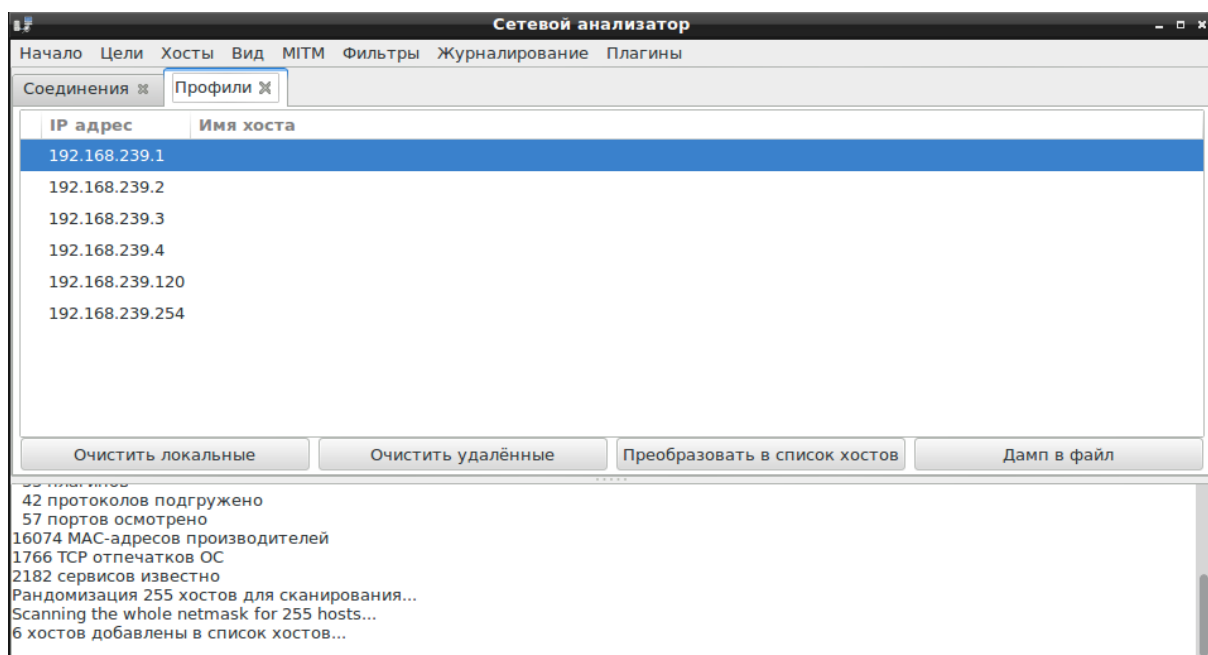 Сетевой анализатор
Начало Цели Хосты Вид MITM Фильтры Журналирование Плагины
Соединения Профили
IP адрес Имя хоста
192.168.239.1
192.168.239.2
192.168.239.3
192.168.239.4
192.168.239.120
192.168.239.254
Очистить локальные Очистить удалённые Преобразовать в список хостов Дамп в файл
42 протоколов подгружено
57 портов осмотрено
16074 MAC-адресов производителей
1766 TCP отпечатков ОС
2182 сервисов известно
Рандомизация 255 хостов для сканирования...
Scanning the whole netmask for 255 hosts...
6 хостов добавлены в список хостов...